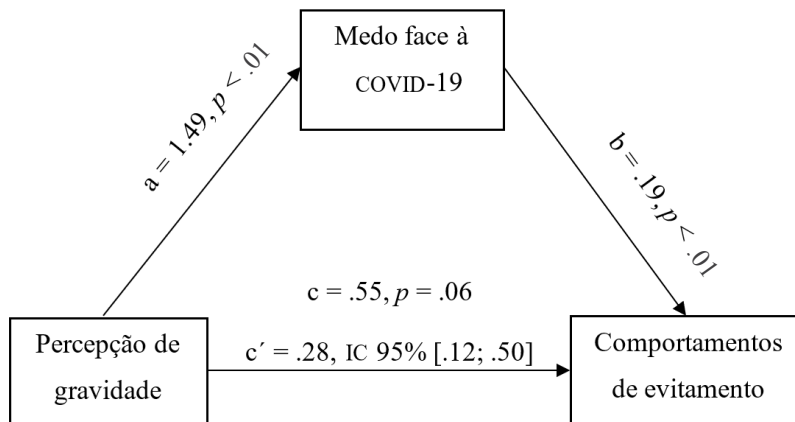 Medo face à
COVID-19
a = 1.49, p < .01
b = .19, p < .01
c = .55, p = .06
Percepção de
gravidade
c´ = .28, IC 95% [.12; .50]
Comportamentos
de evitamento